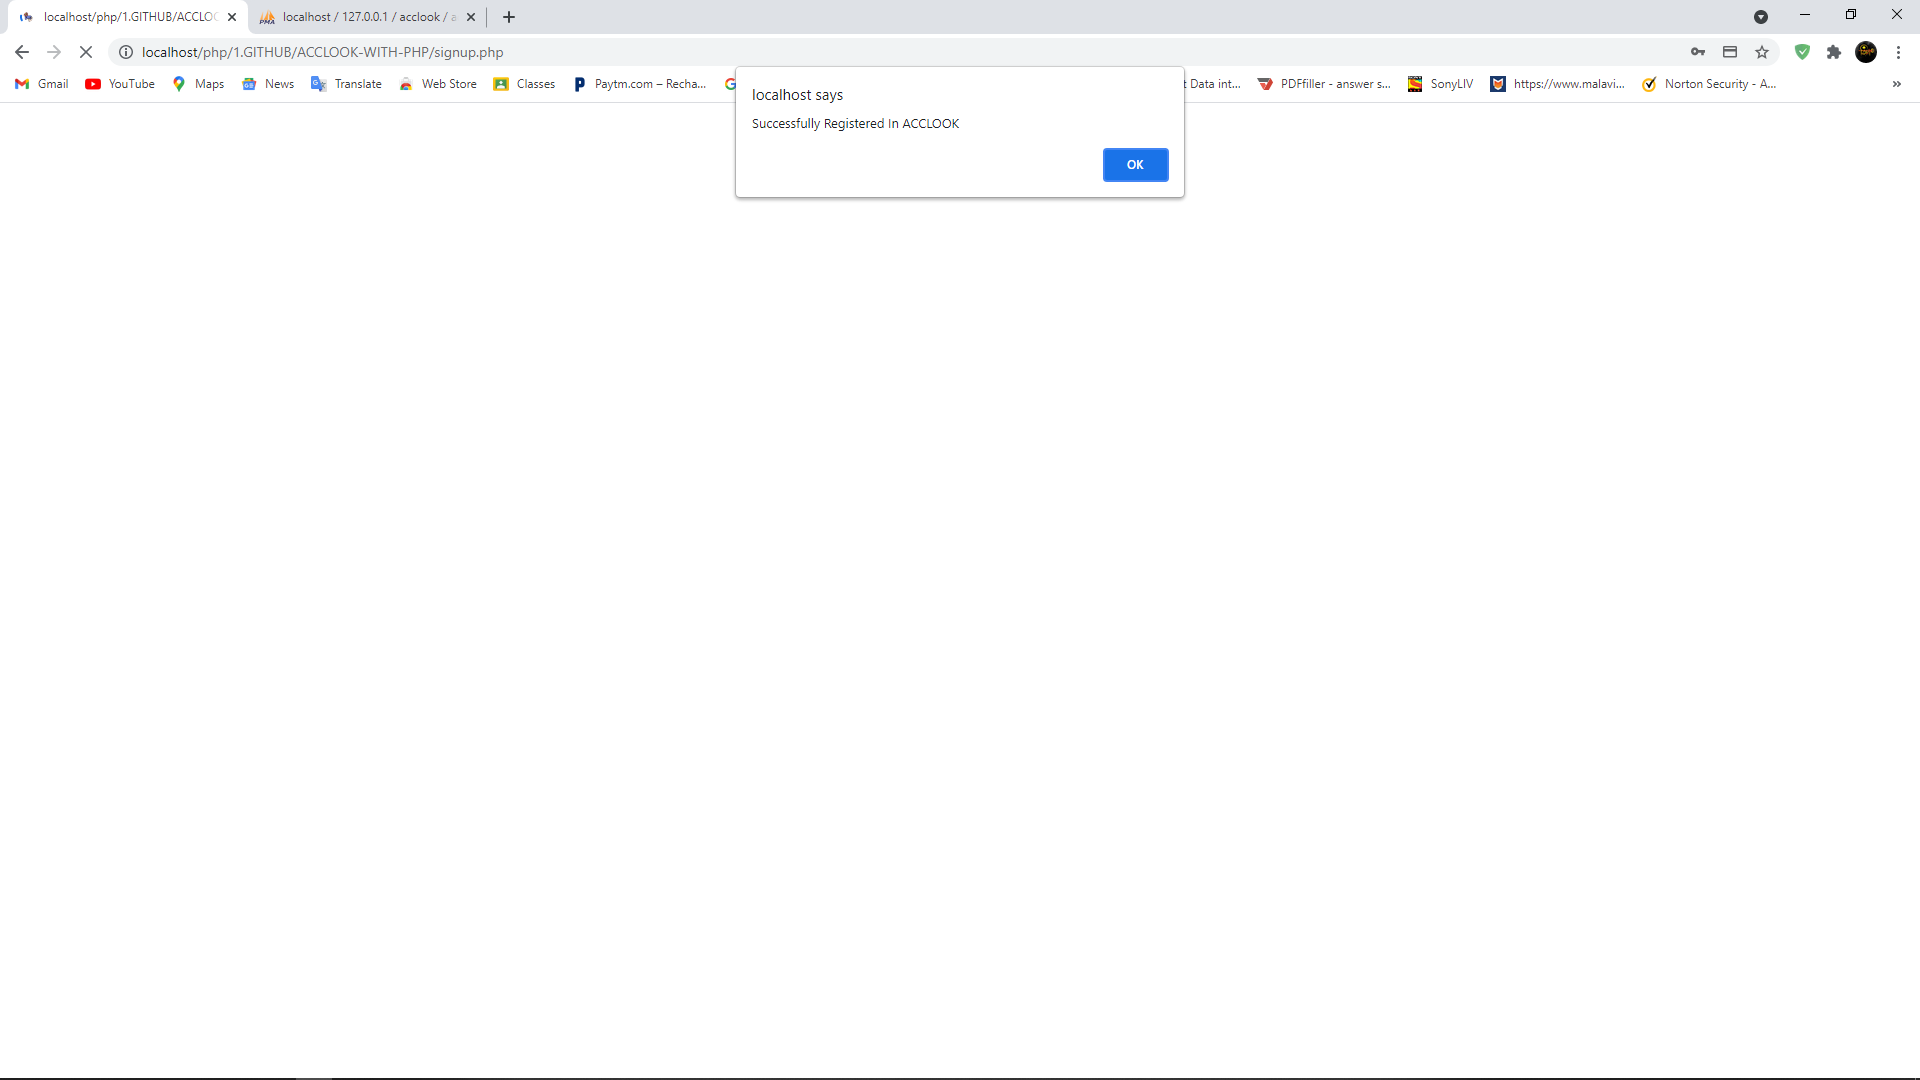 localhost/php/1.GITHUB/ACCLOO
localhost / 127.0.0.1 / acclook / a
localhost/php/1.GITHUB/ACCLOOK-WITH-PHP/signup.php
Gmail YouTube Maps News Translate Web Store Classes Paytm.com – Recha... t Data int... PDFfiller - answer s... SonyLIV https://www.malavi... Norton Security - A... »
localhost says
Successfully Registered In ACCLOOK
OK